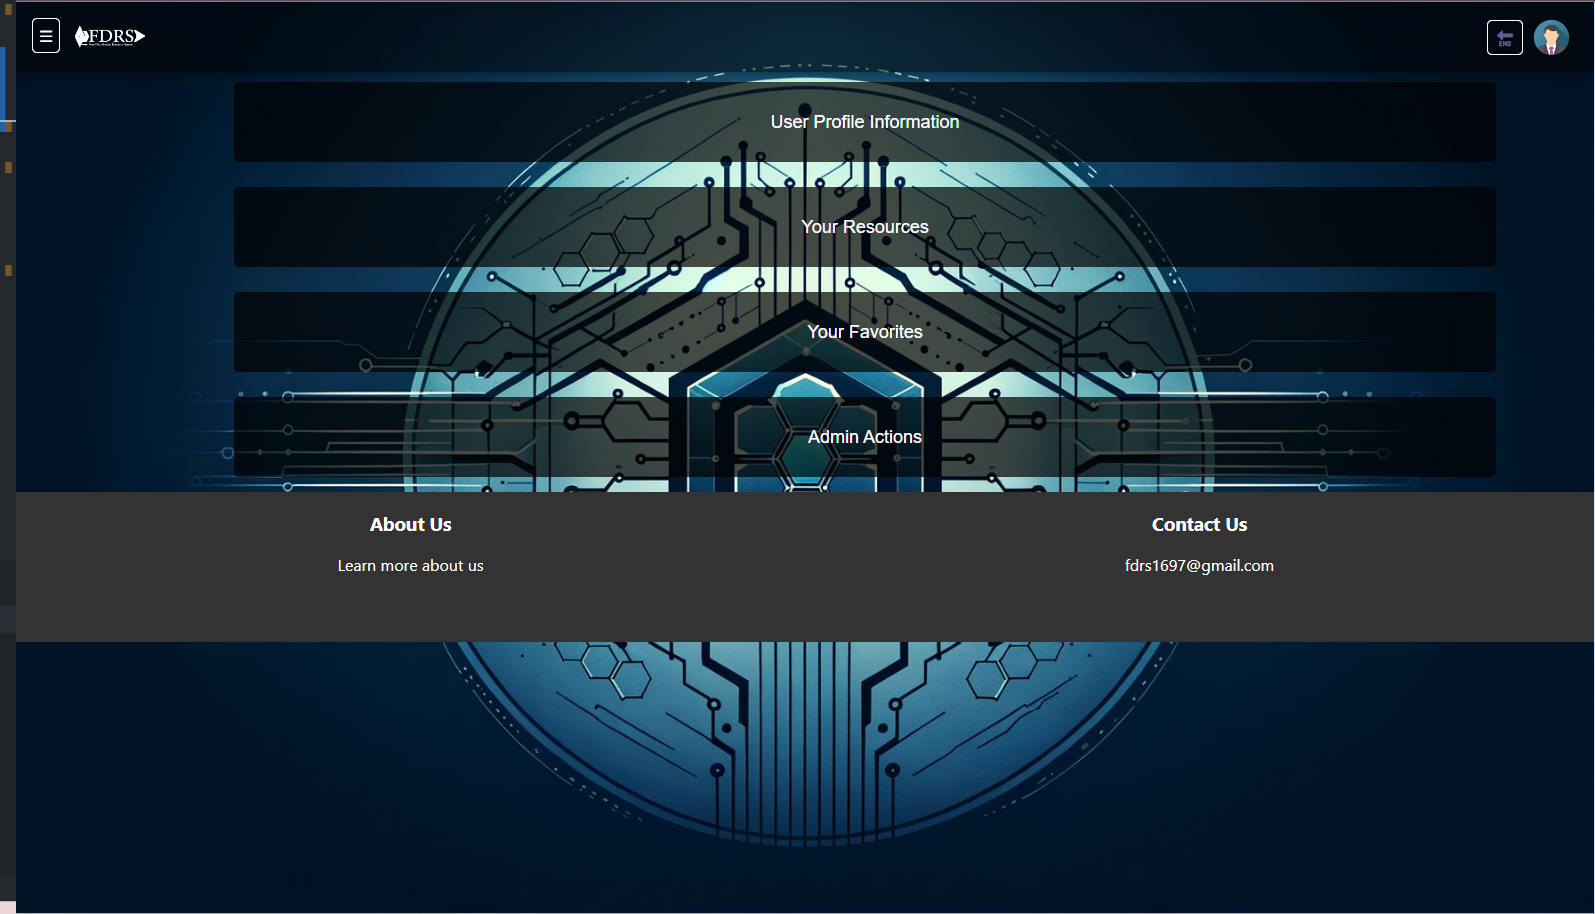 FDRS
END
User Profile Information
Your Resources
Your Favorites
Admin Actions
About Us
Contact Us
Learn more about us
fdrs1697@gmail.com